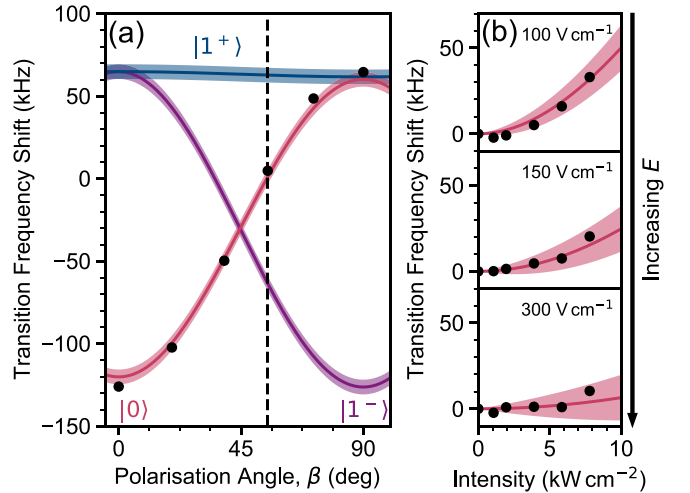 (a)
|1⁺⟩
|0⟩
|1⁻⟩
Transition Frequency Shift (kHz)
100
50
0
−50
−100
−150
0
45
90
Polarisation Angle, β (deg)
(b)
100 V cm⁻¹
150 V cm⁻¹
300 V cm⁻¹
Transition Frequency Shift (kHz)
50
0
50
0
50
0
0
5
10
Intensity (kW cm⁻²)
Increasing E